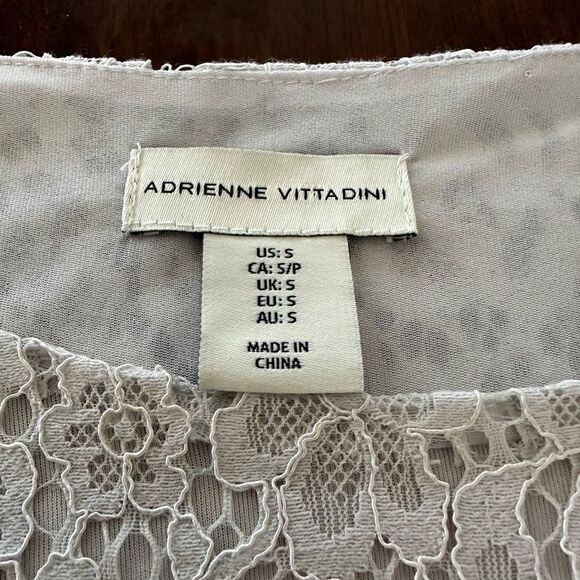 ADRIENNE VITTADINI
US: S
CA: S/P
UK: S
EU: S
AU: S
MADE IN
CHINA